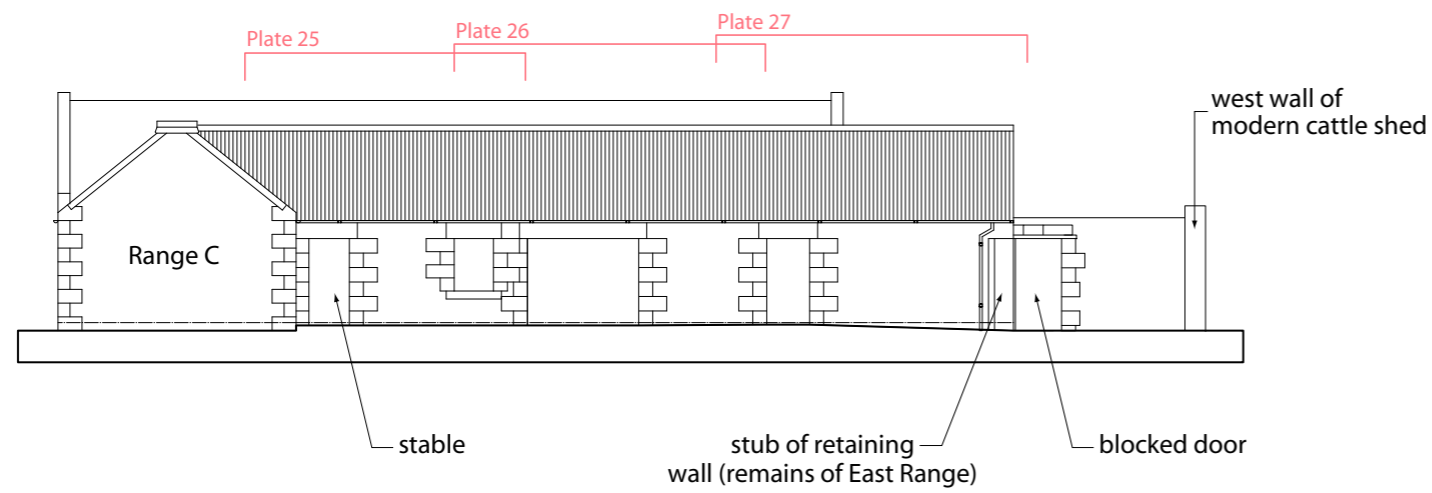 Plate 25
Plate 26
Plate 27
west wall of
modern cattle shed
Range C
stable
stub of retaining
wall (remains of East Range)
blocked door